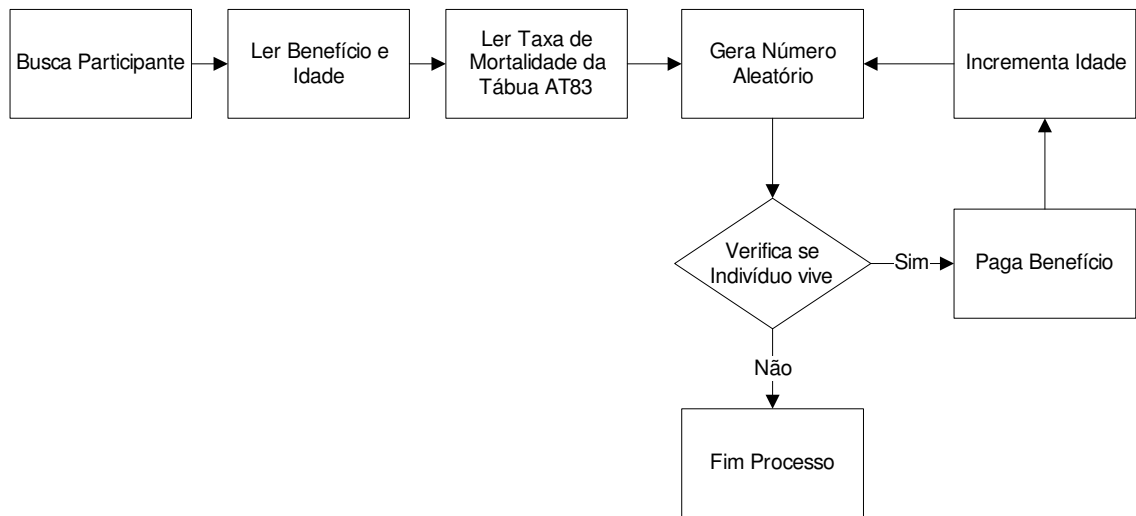 Busca Participante
Ler Benefício e
Idade
Ler Taxa de
Mortalidade da
Tábua AT83
Gera Número
Aleatório
Incrementa Idade
Verifica se
Indivíduo vive
Sim
Paga Benefício
Não
Fim Processo